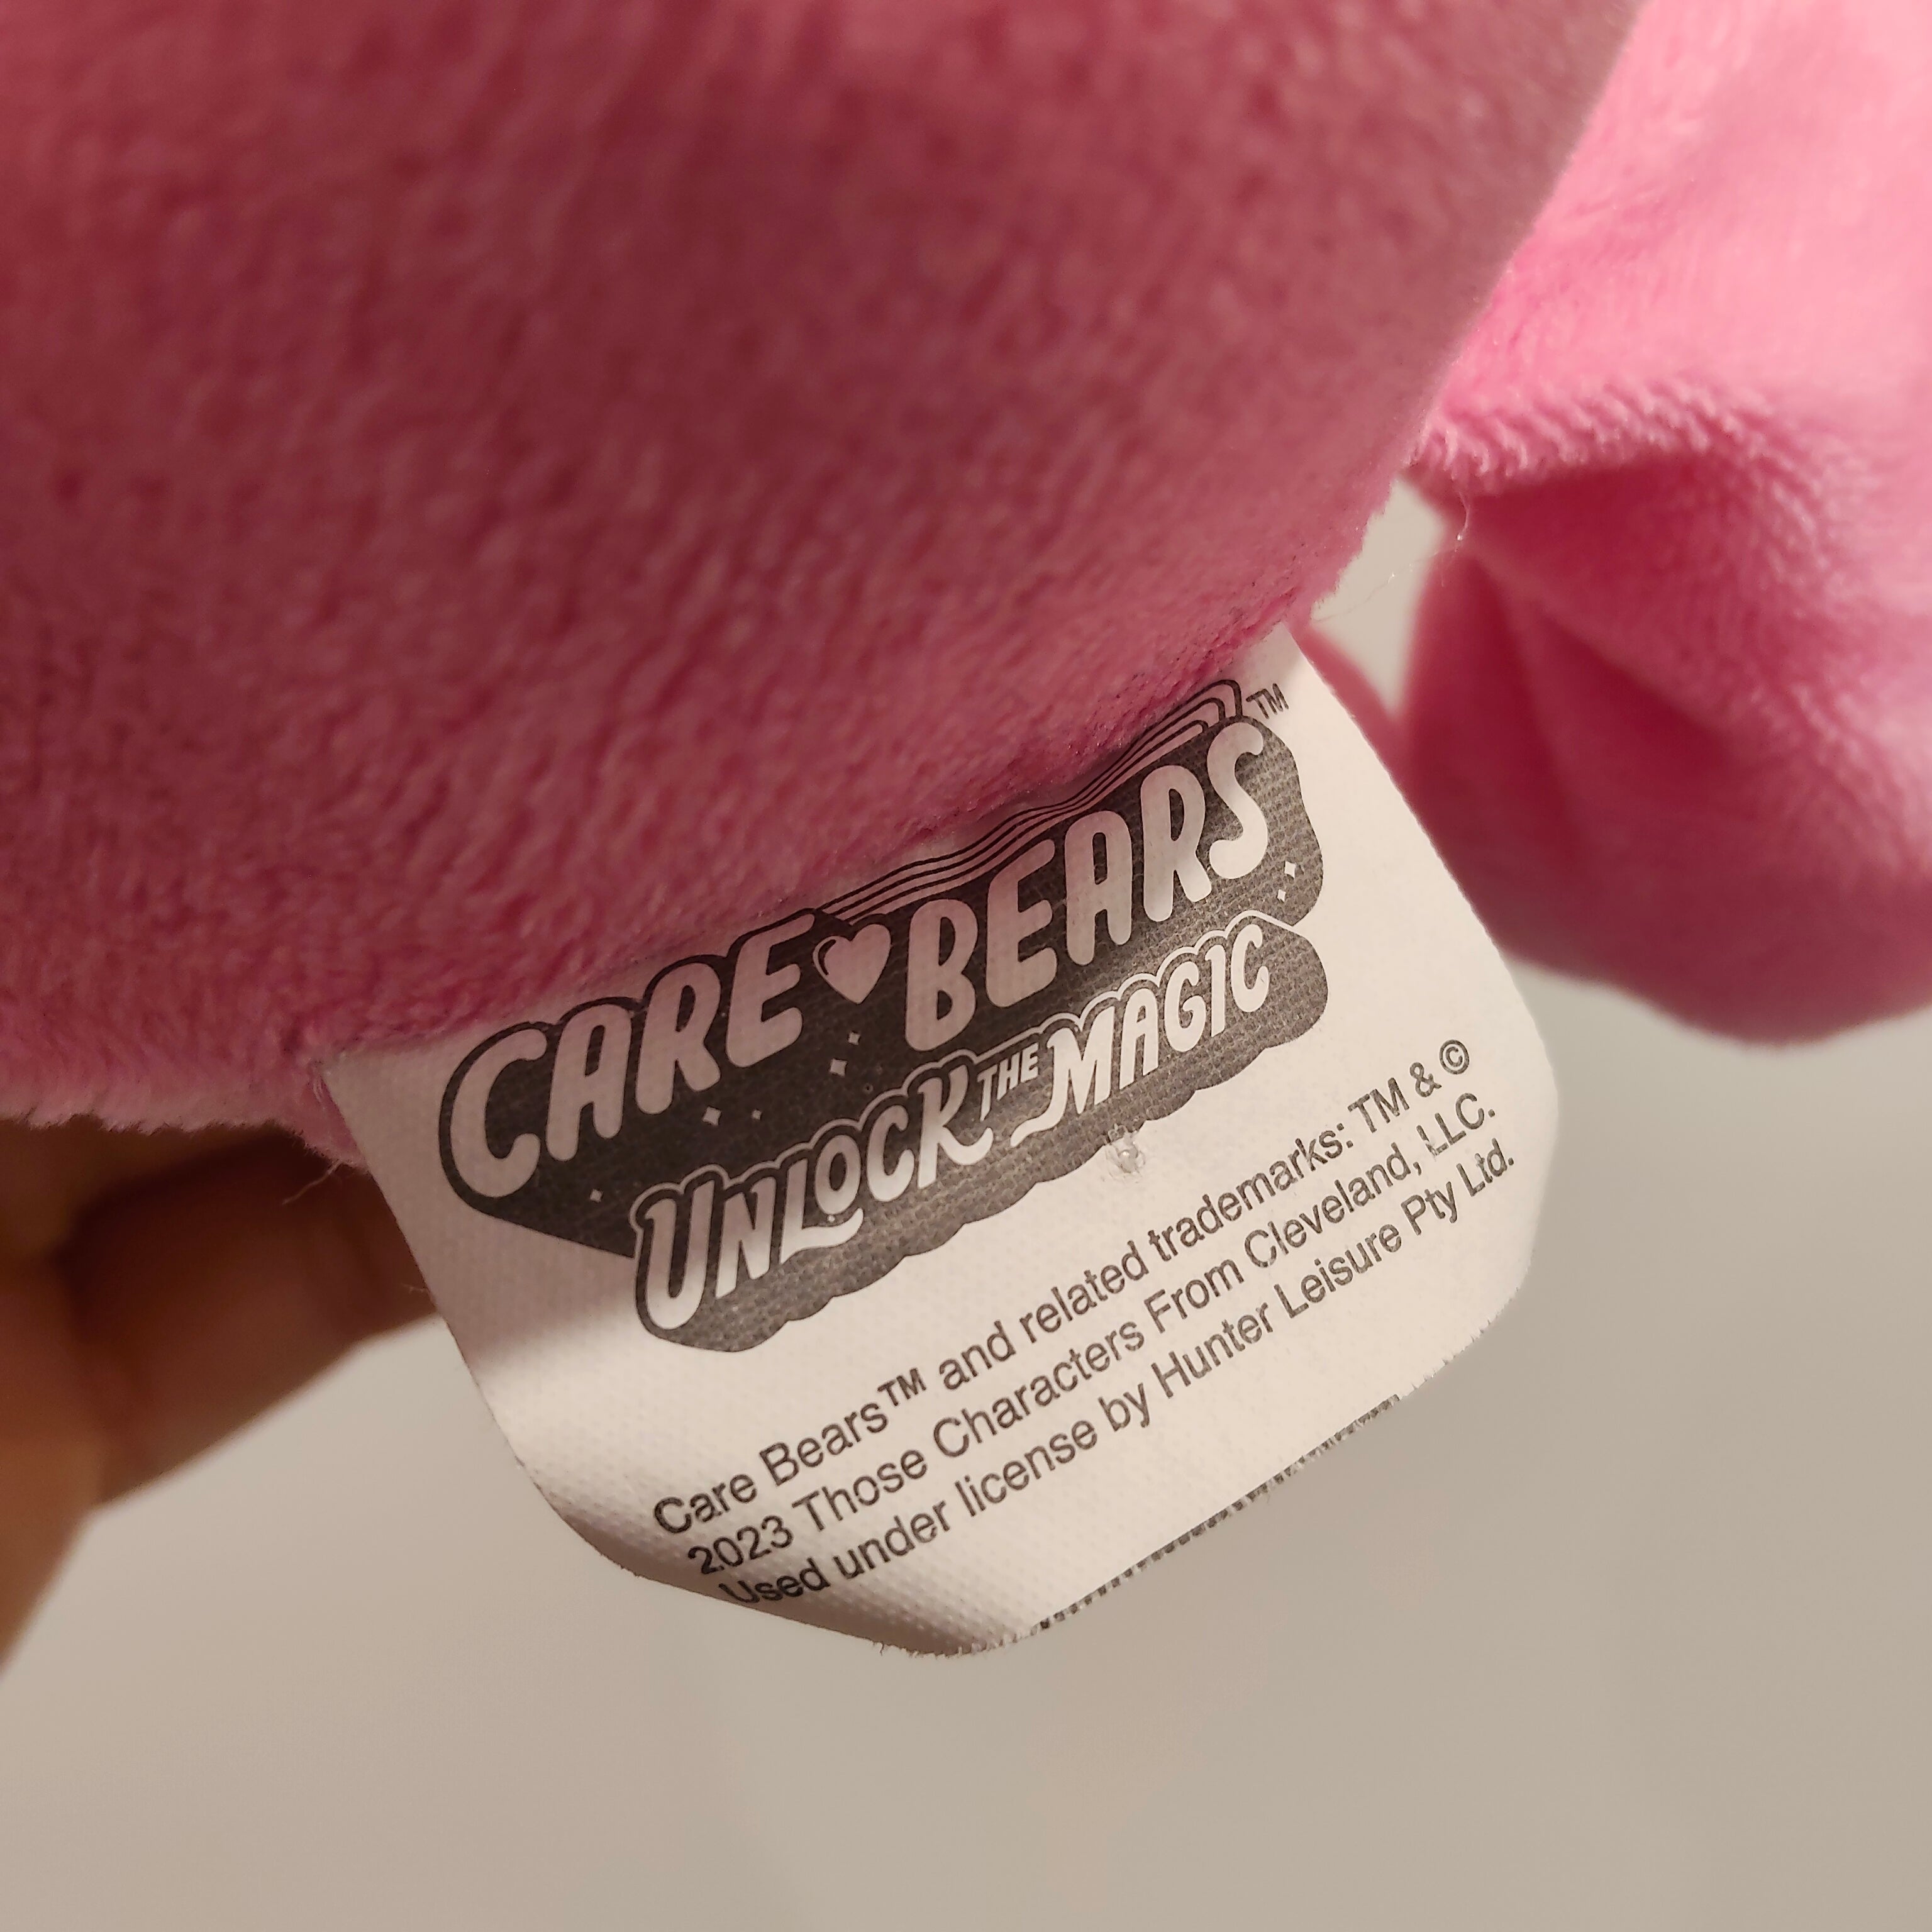 CARE BEARS™
UNLOCK THE MAGIC
Care Bears™ and related trademarks: TM & ©
2023 Those Characters From Cleveland, LLC.
Used under license by Hunter Leisure Pty Ltd.